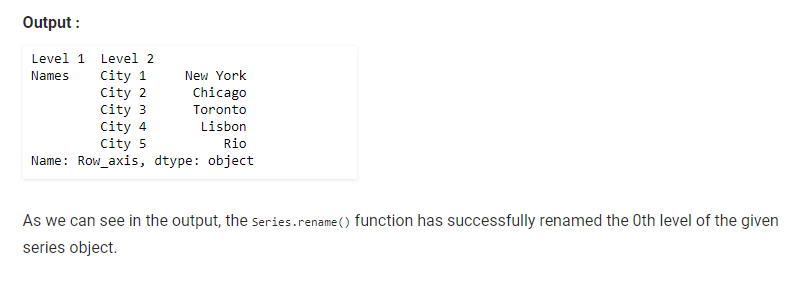 Output :
Level 1  Level 2
Names    City 1     New York
         City 2      Chicago
         City 3      Toronto
         City 4       Lisbon
         City 5          Rio
Name: Row_axis, dtype: object
As we can see in the output, the Series.rename() function has successfully renamed the 0th level of the given
series object.